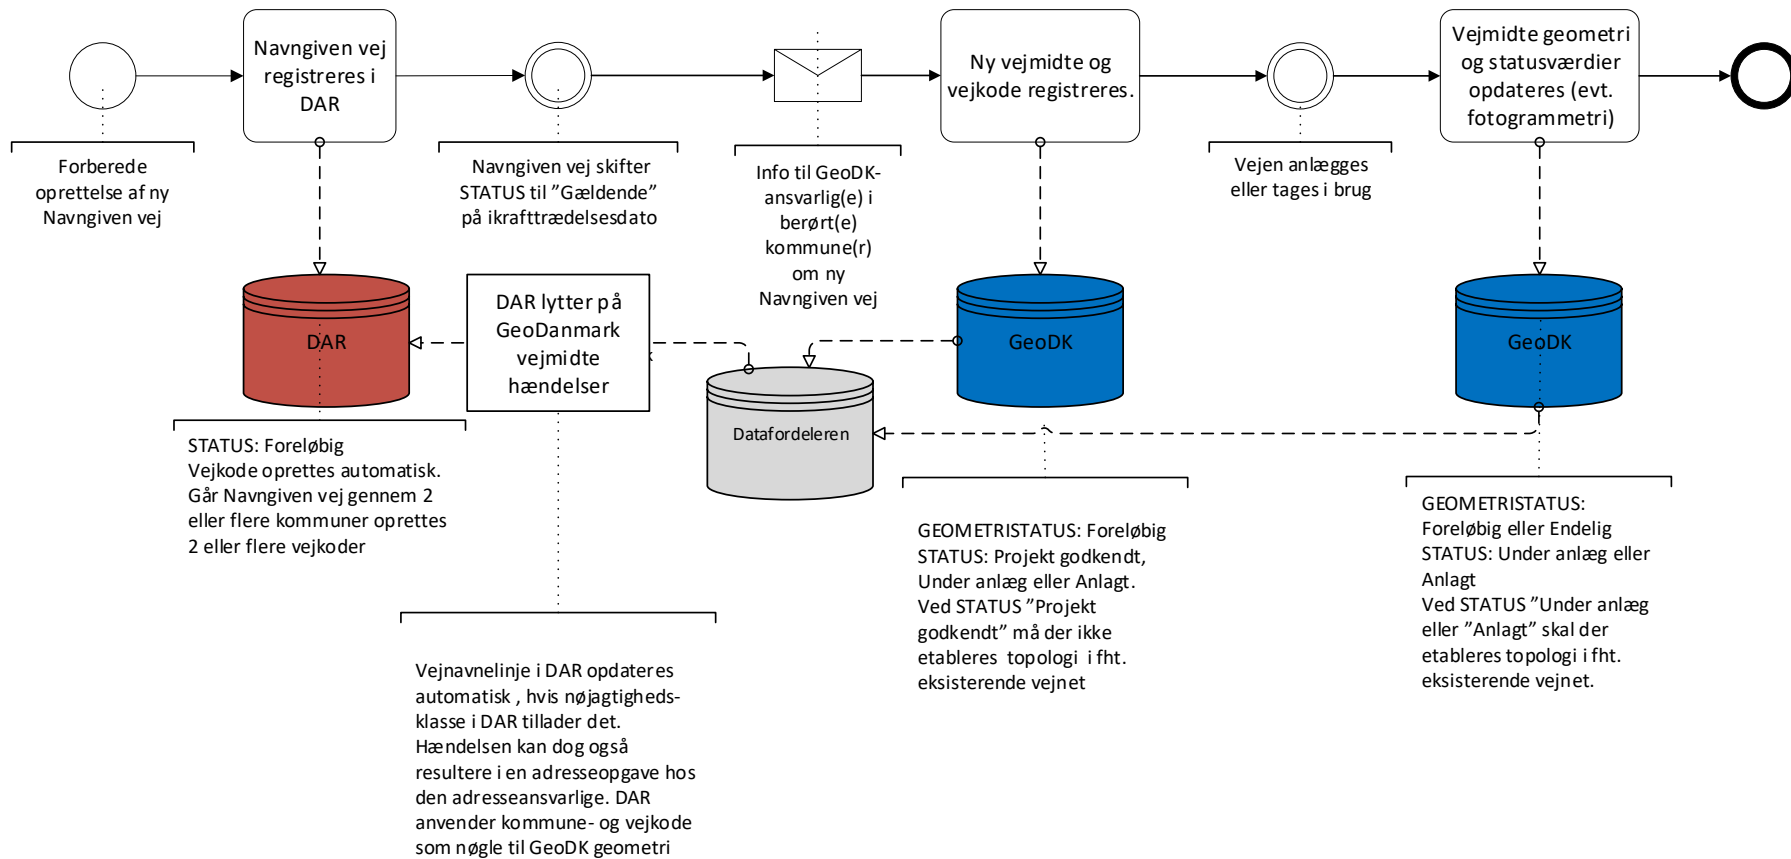 Navngiven vej
registreres i
DAR
Ny vejmidte og
vejkode registreres.
Vejmidte geometri
og statusværdier
opdateres (evt.
fotogrammetri)
Forberede
oprettelse af ny
Navngiven vej
Navngiven vej skifter
STATUS til ”Gældende”
på ikrafttrædelsesdato
Info til GeoDK-
ansvarlig(e) i
berørt(e)
kommune(r)
om ny
Navngiven vej
Vejen anlægges
eller tages i brug
DAR
DAR lytter på
GeoDanmark
vejmidte
hændelser
Datafordeleren
GeoDK
GeoDK
STATUS: Foreløbig
Vejkode oprettes automatisk.
Går Navngiven vej gennem 2
eller flere kommuner oprettes
2 eller flere vejkoder
Vejnavnelinje i DAR opdateres
automatisk , hvis nøjagtigheds-
klasse i DAR tillader det.
Hændelsen kan dog også
resultere i en adresseopgave hos
den adresseansvarlige. DAR
anvender kommune- og vejkode
som nøgle til GeoDK geometri
GEOMETRISTATUS: Foreløbig
STATUS: Projekt godkendt,
Under anlæg eller Anlagt.
Ved STATUS ”Projekt
godkendt” må der ikke
etableres topologi i fht.
eksisterende vejnet
GEOMETRISTATUS:
Foreløbig eller Endelig
STATUS: Under anlæg eller
Anlagt
Ved STATUS ”Under anlæg
eller ”Anlagt” skal der
etableres topologi i fht.
eksisterende vejnet.